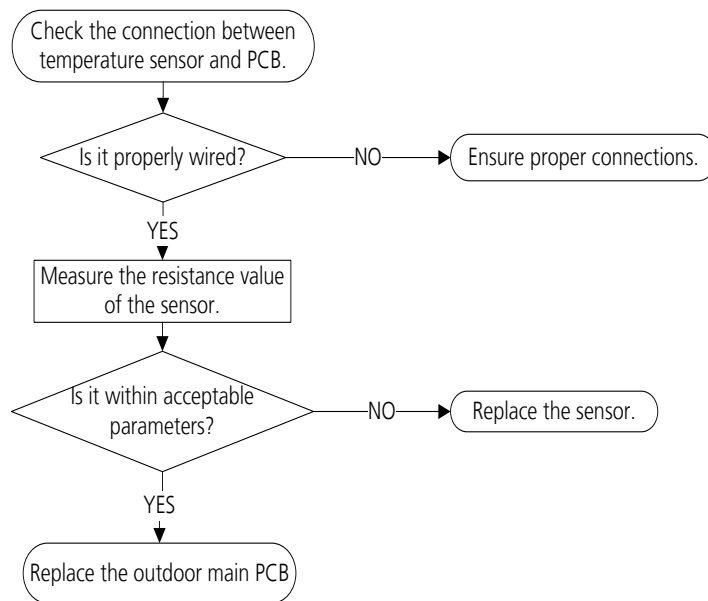 Check the connection between
temperature sensor and PCB.
Is it properly wired?
NO
Ensure proper connections.
YES
Measure the resistance value
of the sensor.
Is it within acceptable
parameters?
NO
Replace the sensor.
YES
Replace the outdoor main PCB